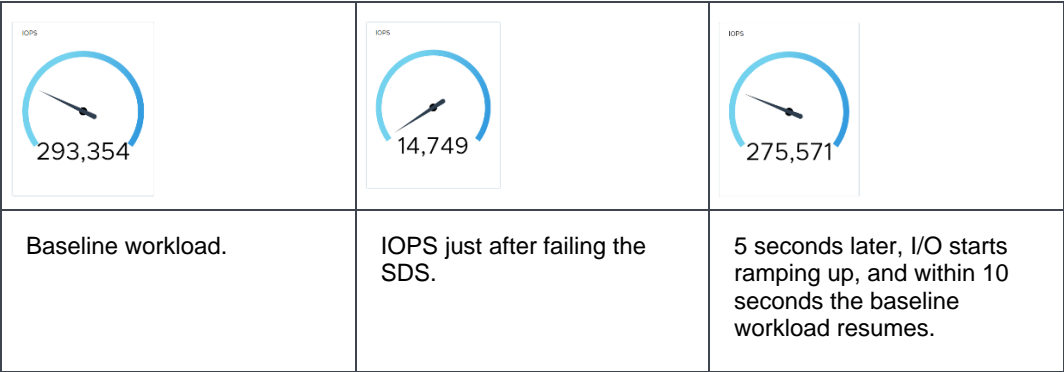 IOPS
293,354
IOPS
14,749
IOPS
275,571
Baseline workload.
IOPS just after failing the
SDS.
5 seconds later, I/O starts
ramping up, and within 10
seconds the baseline
workload resumes.